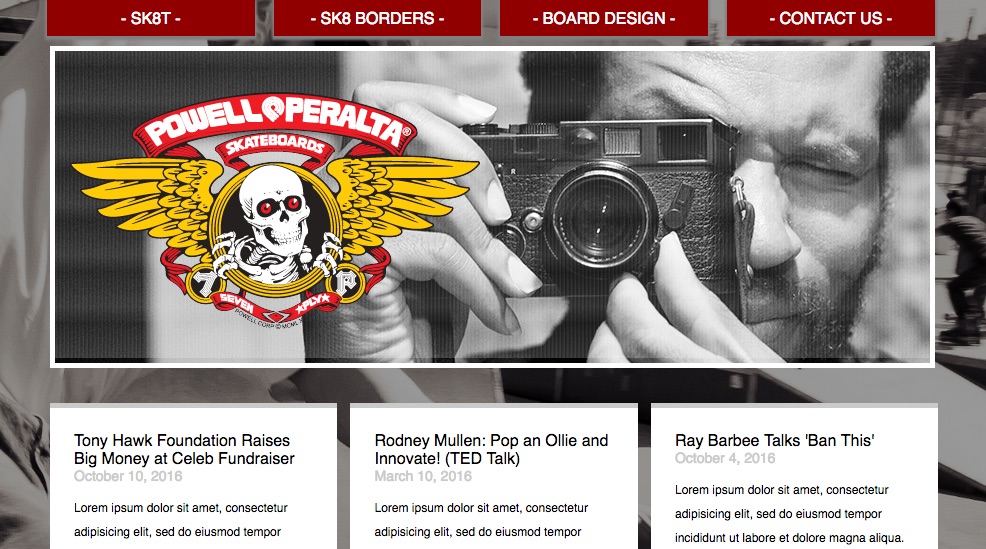 - SK8T -
- SK8 BORDERS -
- BOARD DESIGN -
- CONTACT US -
POWELL PERALTA®
SKATEBOARDS
R
7 P
SEVEN PLY
POWELL CORP © MCML
Tony Hawk Foundation Raises
Big Money at Celeb Fundraiser
October 10, 2016
Lorem ipsum dolor sit amet, consectetur
adipisicing elit, sed do eiusmod tempor
Rodney Mullen: Pop an Ollie and
Innovate! (TED Talk)
March 10, 2016
Lorem ipsum dolor sit amet, consectetur
adipisicing elit, sed do eiusmod tempor
Ray Barbee Talks 'Ban This'
October 4, 2016
Lorem ipsum dolor sit amet, consectetur
adipisicing elit, sed do eiusmod tempor
incididunt ut labore et dolore magna aliqua.